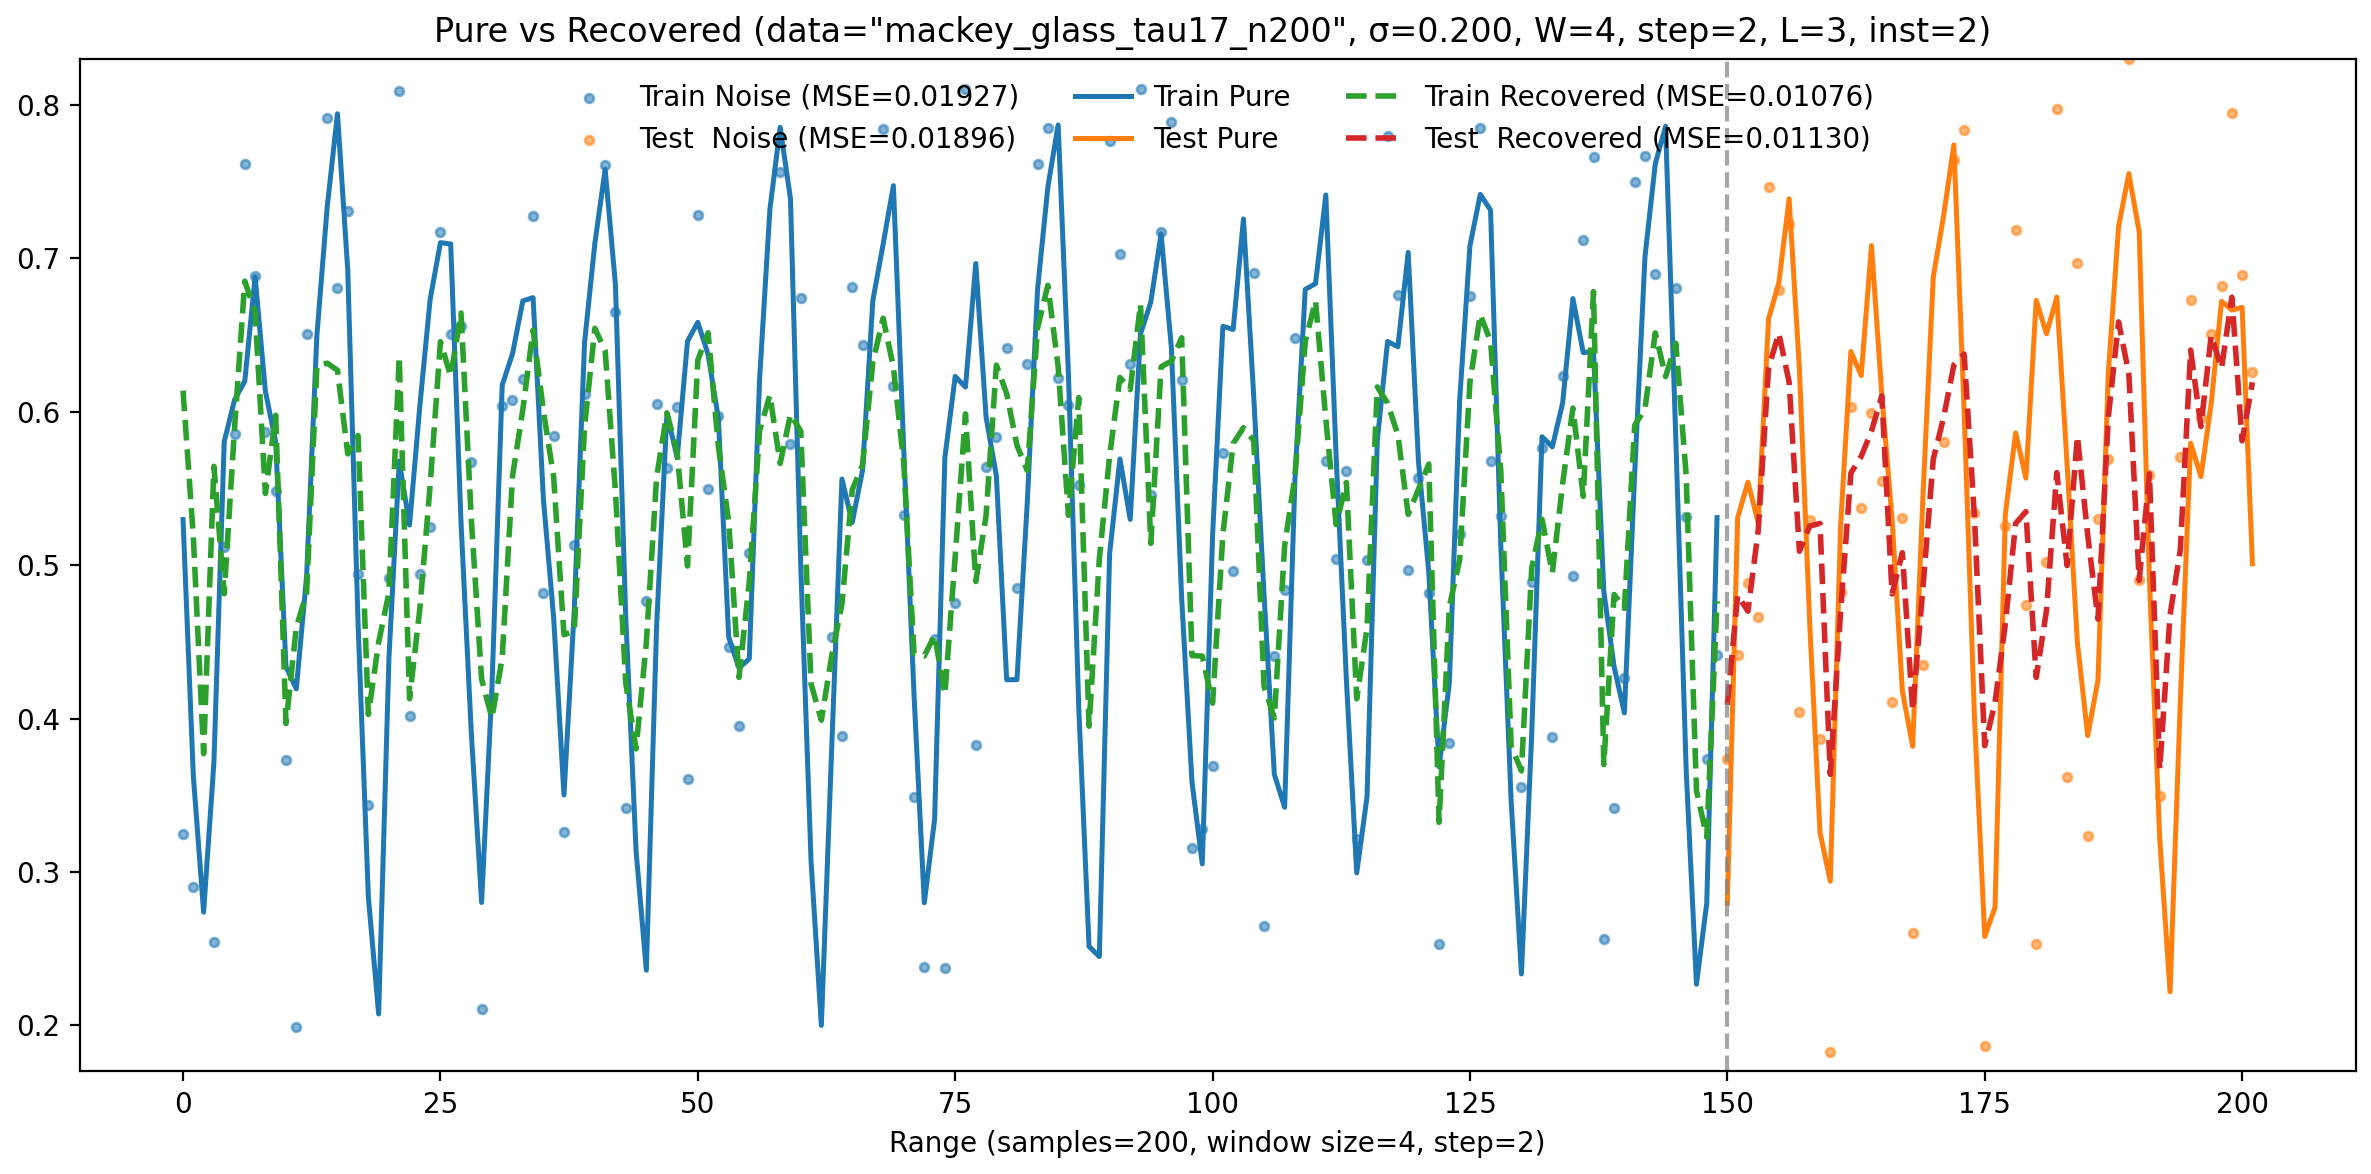 Pure vs Recovered (data="mackey_glass_tau17_n200", σ=0.200, W=4, step=2, L=3, inst=2)
Train Noise (MSE=0.01927) Train Pure Train Recovered (MSE=0.01076)
Test  Noise (MSE=0.01896) Test Pure Test  Recovered (MSE=0.01130)
0.8
0.7
0.6
0.5
0.4
0.3
0.2
0 25 50 75 100 125 150 175 200
Range (samples=200, window size=4, step=2)